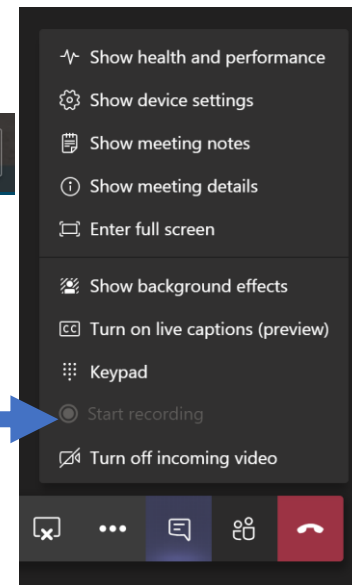 Show health and performance
Show device settings
Show meeting notes
Show meeting details
Enter full screen
Show background effects
CC Turn on live captions (preview)
Keypad
Start recording
Turn off incoming video